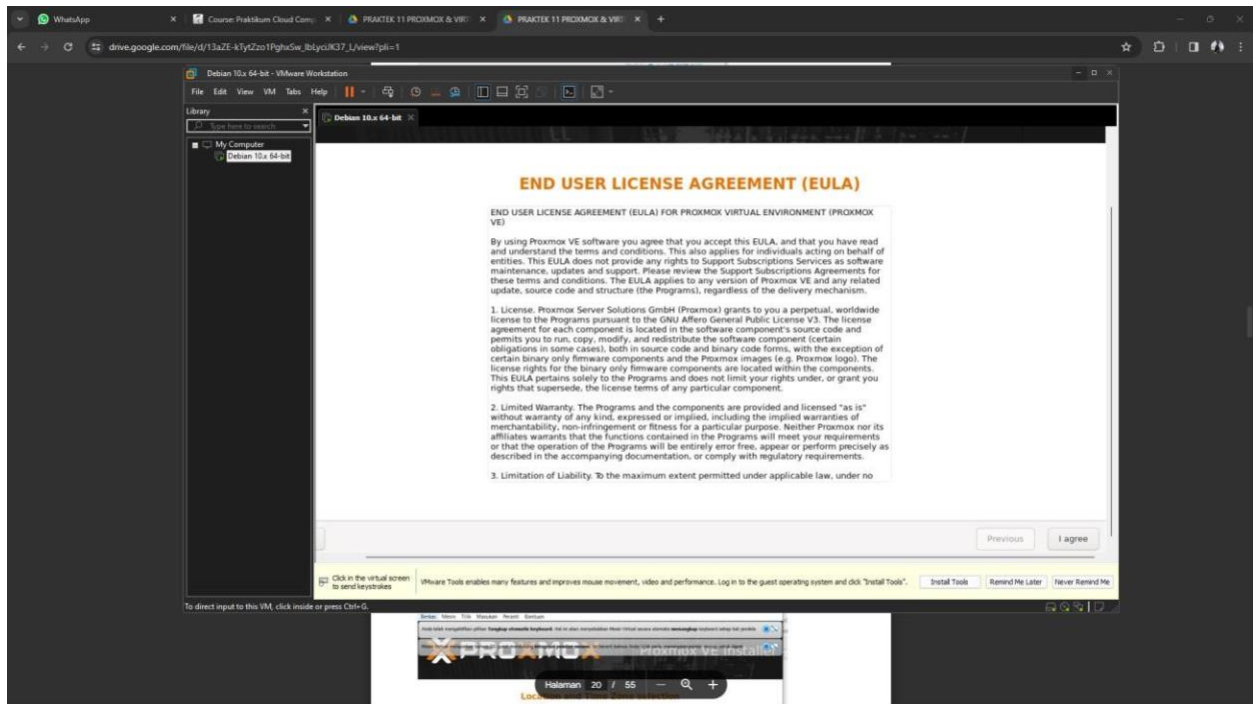 WhatsApp
Course: Praktikum Cloud Comp
PRAKTEK 11 PROXMOX & VIRT
PRAKTEK 11 PROXMOX & VIRT
drive.google.com/file/d/13aZE-kTytZzo1PghxSw_IbLyciJK37_L/view?pli=1
Debian 10.x 64-bit - VMware Workstation
File Edit View VM Tabs Help
Library
Type here to search
My Computer
Debian 10.x 64-bit
Debian 10.x 64-bit
END USER LICENSE AGREEMENT (EULA)
END USER LICENSE AGREEMENT (EULA) FOR PROXMOX VIRTUAL ENVIRONMENT (PROXMOX
VE)
By using Proxmox VE software you agree that you accept this EULA, and that you have read
and understand the terms and conditions. This also applies for individuals acting on behalf of
entities. This EULA does not provide any rights to Support Subscriptions Services as software
maintenance, updates and support. Please review the Support Subscriptions Agreements for
these terms and conditions. The EULA applies to any version of Proxmox VE and any related
update, source code and structure (the Programs), regardless of the delivery mechanism.
1. License. Proxmox Server Solutions GmbH (Proxmox) grants to you a perpetual, worldwide
license to the Programs pursuant to the GNU Affero General Public License V3. The license
agreement for each component is located in the software component's source code and
permits you to run, copy, modify, and redistribute the software component (certain
obligations in some cases), both in source code and binary code forms, with the exception of
certain binary only firmware components and the Proxmox images (e.g. Proxmox logo). The
license rights for the binary only firmware components are located within the components.
This EULA pertains solely to the Programs and does not limit your rights under, or grant you
rights that supersede, the license terms of any particular component.
2. Limited Warranty. The Programs and the components are provided and licensed "as is"
without warranty of any kind, expressed or implied, including the implied warranties of
merchantability, non-infringement or fitness for a particular purpose. Neither Proxmox nor its
affiliates warrants that the functions contained in the Programs will meet your requirements
or that the operation of the Programs will be entirely error free, appear or perform precisely as
described in the accompanying documentation, or comply with regulatory requirements.
3. Limitation of Liability. To the maximum extent permitted under applicable law, under no
Previous
I agree
Click in the virtual screen
to send keystrokes
VMware Tools enables many features and improves mouse movement, video and performance. Log in to the guest operating system and click "Install Tools".
Install Tools
Remind Me Later
Never Remind Me
To direct input to this VM, click inside or press Ctrl+G.
PROXMOX
Proxmox VE Installer
Halaman 20 / 55
Location and Time Zone selection